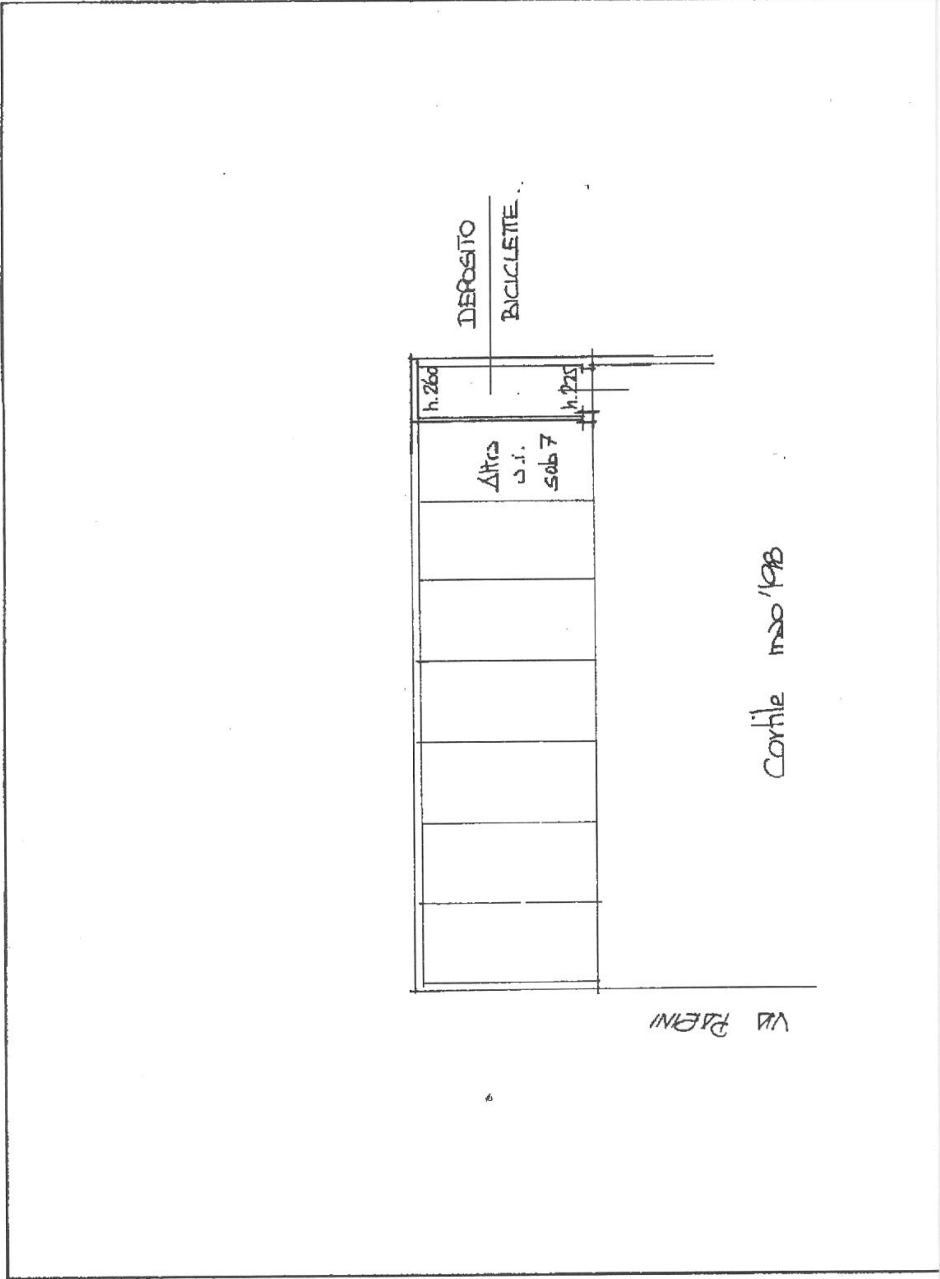 DEPOSITO
BICICLETTE
h.260
h.225
Altra
u.i.
sub 7
Cortile
VIA